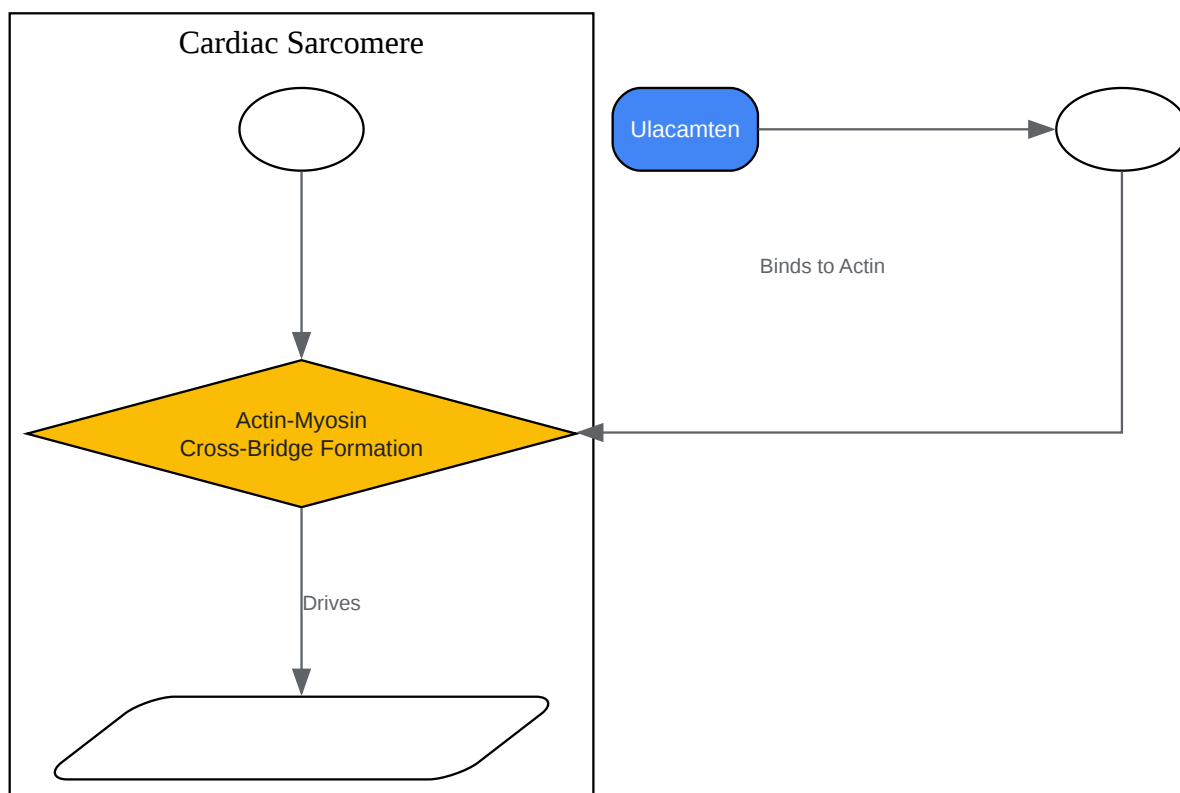 Cardiac Sarcomere
Ulacamten
Binds to Actin
Actin-Myosin
Cross-Bridge Formation
Drives